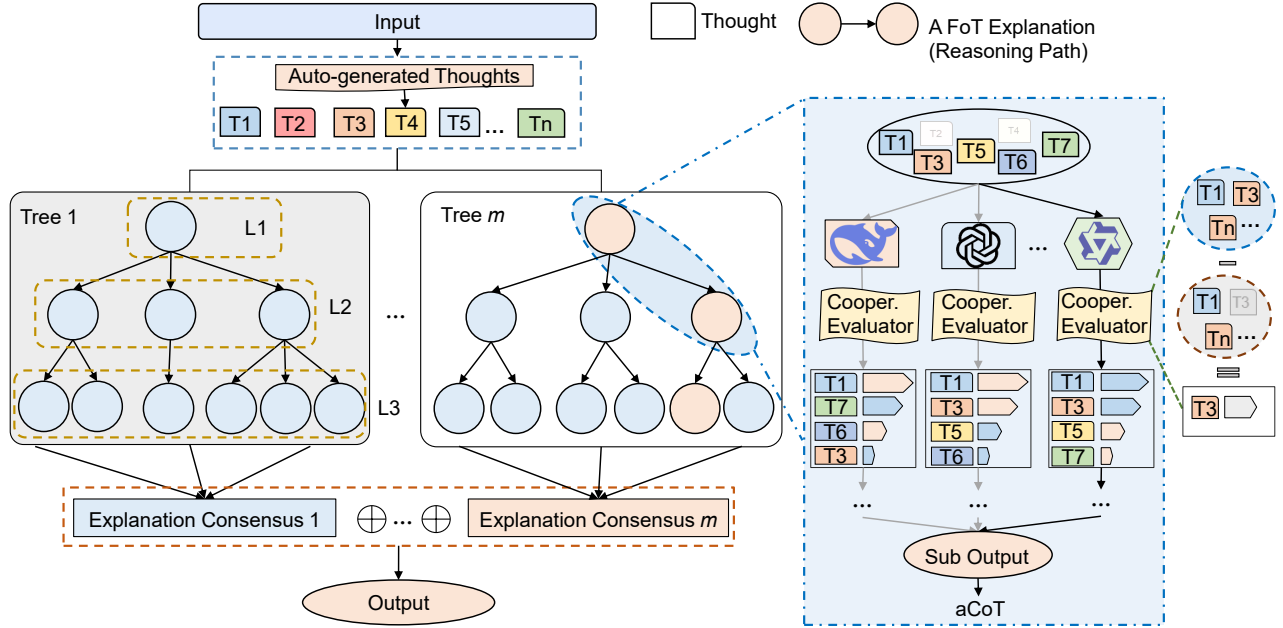 Input
Thought
A FoT Explanation
(Reasoning Path)
Auto-generated Thoughts
T1 T2 T3 T4 T5 ... Tn
T1 T2 T3 T5 T4 T6 T7
Tree 1
L1
L2
L3
...
Tree m
...
Cooper.
Evaluator
Cooper.
Evaluator
Cooper.
Evaluator
T1
T7
T6
T3
...
T1
T3
T5
T6
...
T1
T3
T5
T7
...
Sub Output
aCoT
T1 T3
Tn ...
T1 T3
Tn ...
T3
Explanation Consensus 1
...
Explanation Consensus m
Output